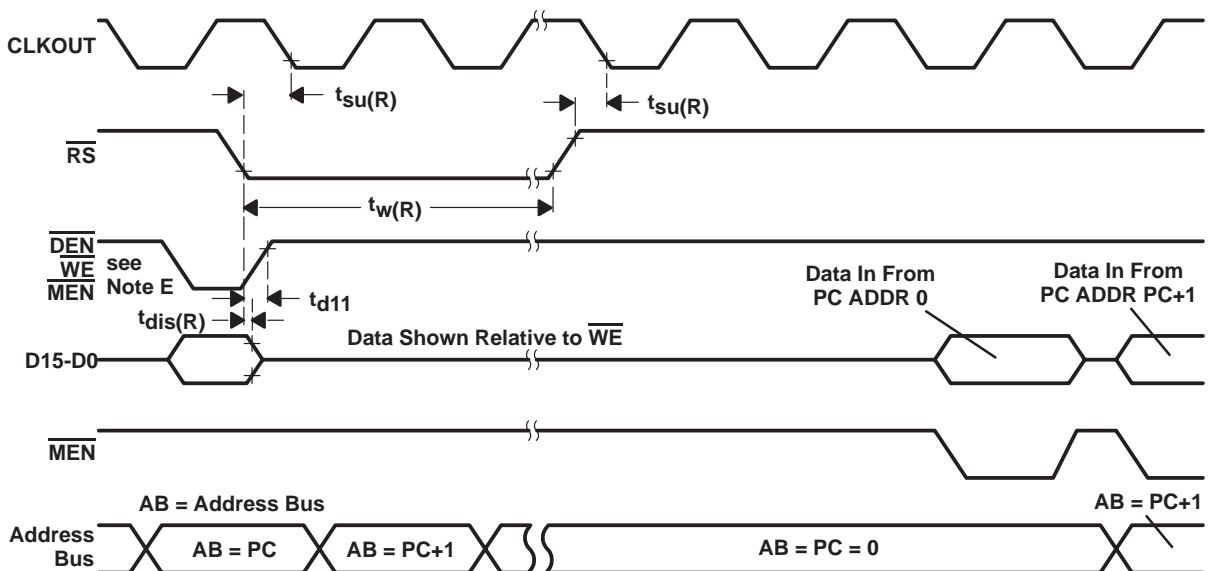 CLKOUT
tsu(R)
tsu(R)
RS
tw(R)
DEN
WE
MEN
see
Note E
td11
tdis(R)
Data In From
PC ADDR 0
Data In From
PC ADDR PC+1
Data Shown Relative to WE
D15-D0
MEN
AB = Address Bus
AB = PC+1
Address
Bus
AB = PC
AB = PC+1
AB = PC = 0